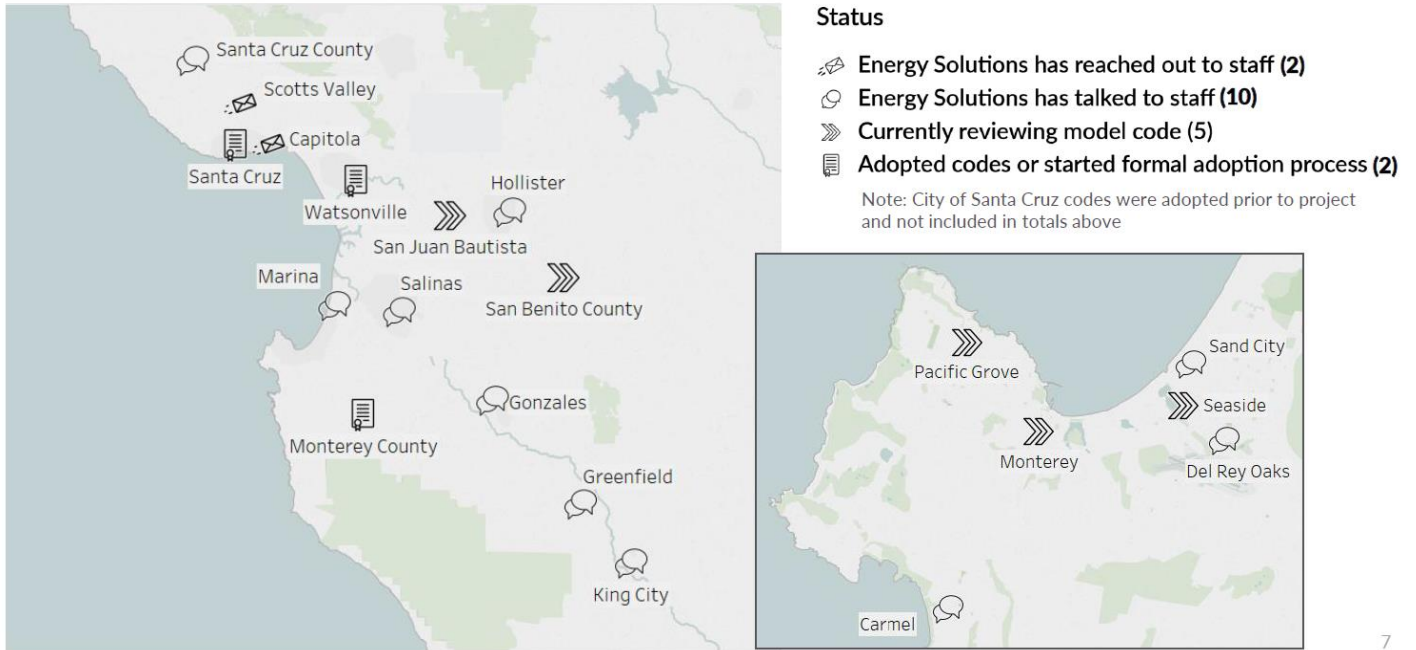 Santa Cruz County
Scotts Valley
Capitola
Santa Cruz
Watsonville
Hollister
San Juan Bautista
Marina
Salinas
San Benito County
Gonzales
Monterey County
Greenfield
King City
Status
Energy Solutions has reached out to staff (2)
Energy Solutions has talked to staff (10)
Currently reviewing model code (5)
Adopted codes or started formal adoption process (2)
Note: City of Santa Cruz codes were adopted prior to project
and not included in totals above
Sand City
Pacific Grove
Seaside
Monterey
Del Rey Oaks
Carmel
7